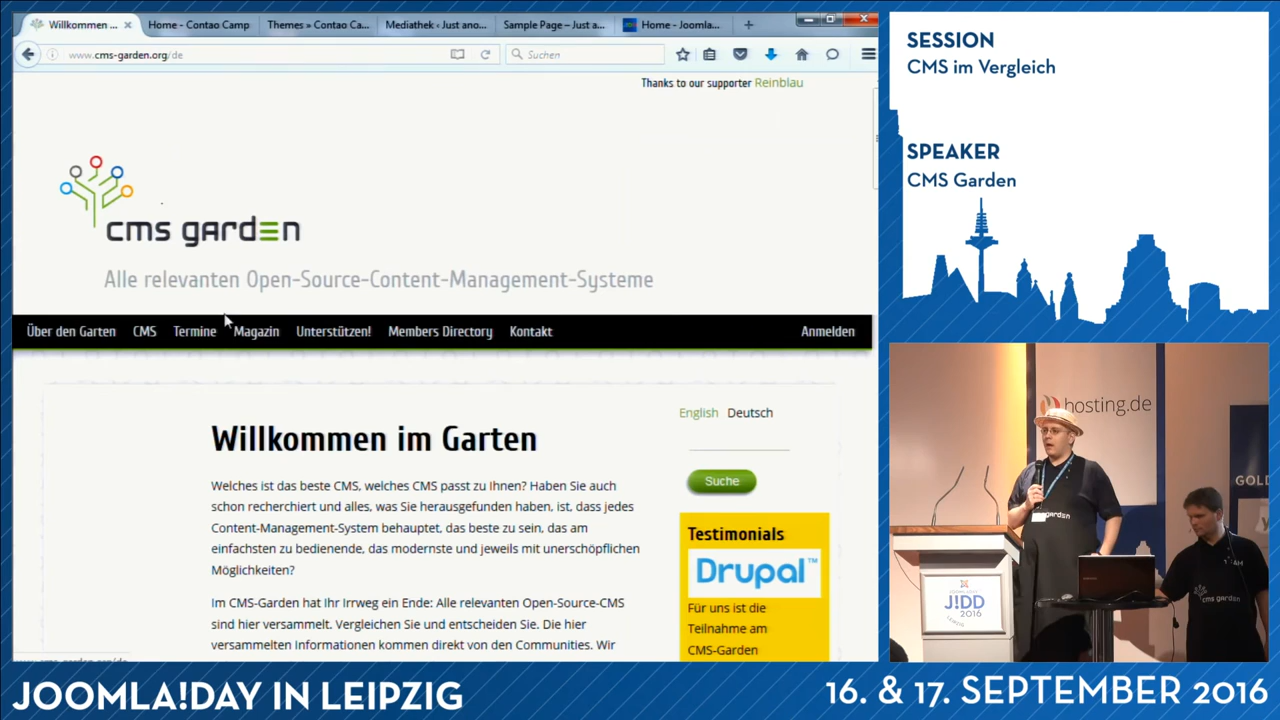 Willkommen ...
Home - Contao Camp
Themes » Contao Ca...
Mediathek ‹ Just ano...
Sample Page – Just a...
Home - Joomla...
www.cms-garden.org/de
Suchen
Thanks to our supporter Reinblau
cms garden
Alle relevanten Open-Source-Content-Management-Systeme
Über den Garten CMS Termine Magazin Unterstützen! Members Directory Kontakt Anmelden
English Deutsch
Willkommen im Garten
Welches ist das beste CMS, welches CMS passt zu Ihnen? Haben Sie auch
schon recherchiert und alles, was Sie herausgefunden haben, ist, dass jedes
Content-Management-System behauptet, das beste zu sein, das am
einfachsten zu bedienende, das modernste und jeweils mit unerschöpflichen
Möglichkeiten?
Im CMS-Garden hat Ihr Irrweg ein Ende: Alle relevanten Open-Source-CMS
sind hier versammelt. Vergleichen Sie und entscheiden Sie. Die hier
versammelten Informationen kommen direkt von den Communities. Wir
Suche
Testimonials
Drupal™
Für uns ist die
Teilnahme am
CMS-Garden
SESSION
CMS im Vergleich
SPEAKER
CMS Garden
hosting.de
GOLD
cms garden
cms garden
J!DD
2016
LEIPZIG
JOOMLA!DAY IN LEIPZIG
16. & 17. SEPTEMBER 2016